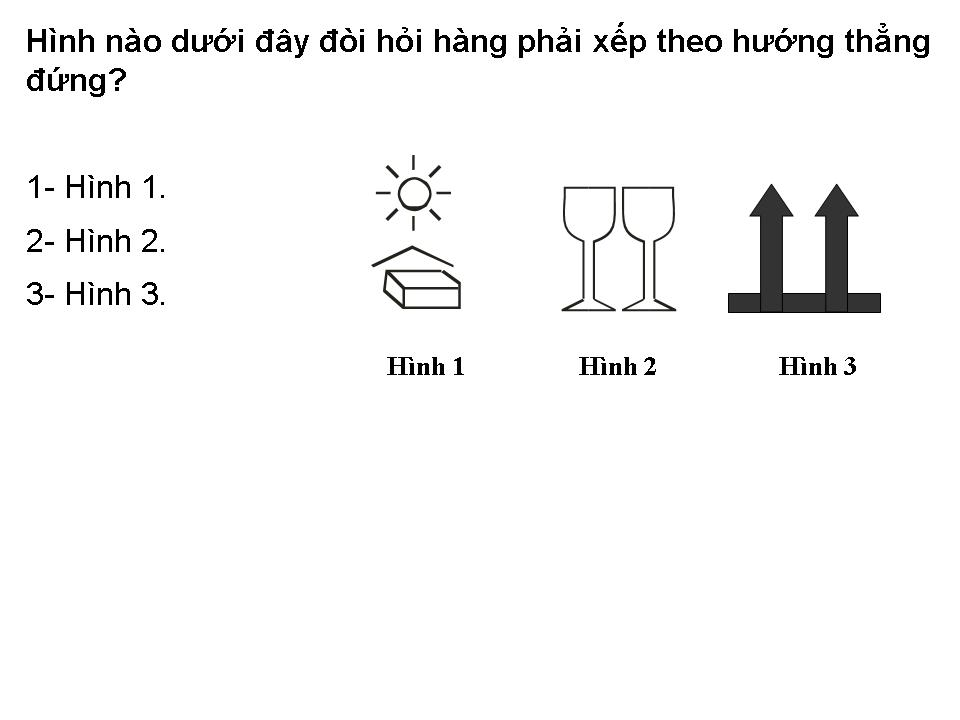 Hình nào dưới đây đòi hỏi hàng phải xếp theo hướng thẳng
đứng?
1- Hình 1.
2- Hình 2.
3- Hình 3.
Hình 1
Hình 2
Hình 3